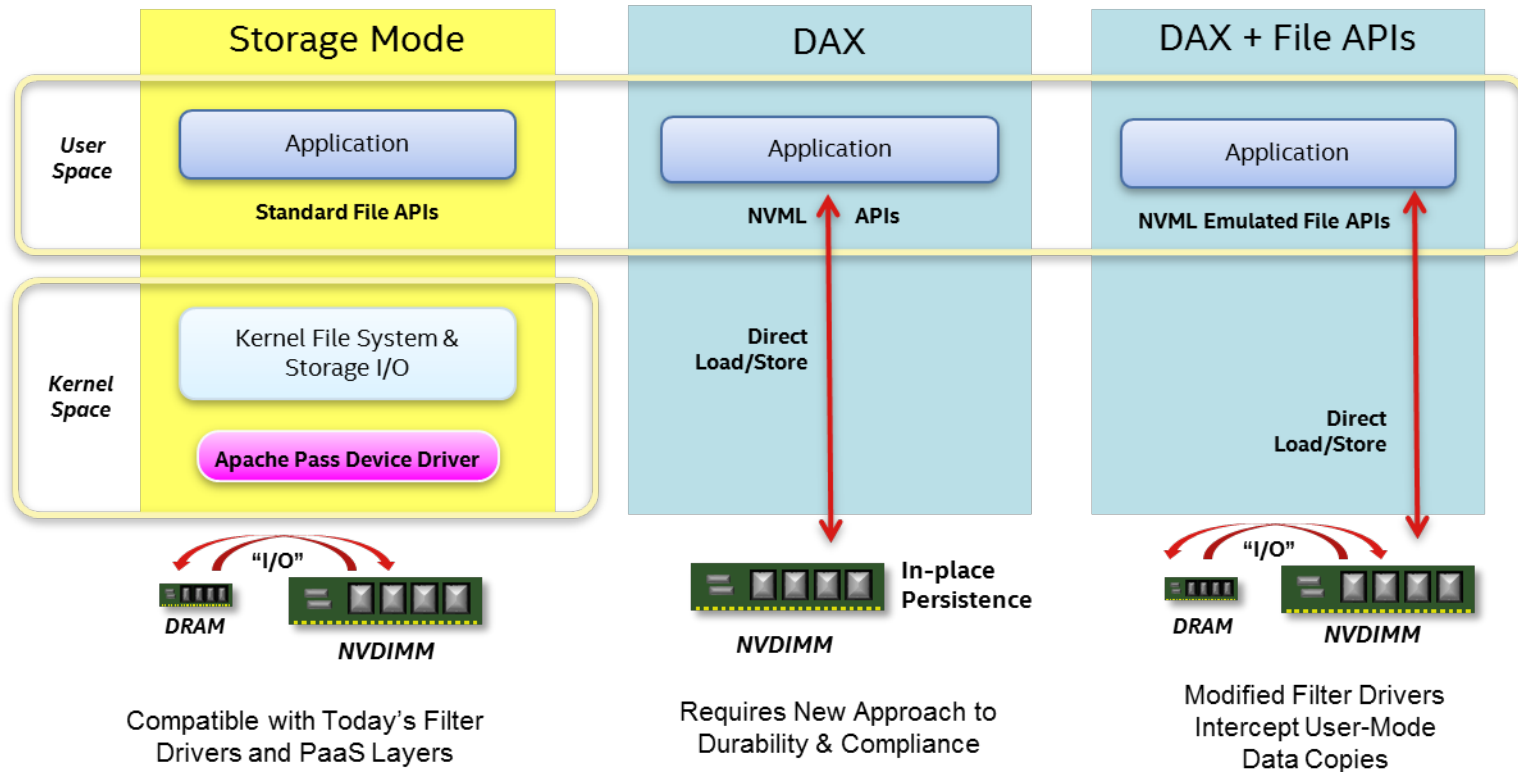 Storage Mode
DAX
DAX + File APIs
User
Space
Application
Standard File APIs
Application
NVML APIs
Application
NVML Emulated File APIs
Kernel
Space
Kernel File System &
Storage I/O
Apache Pass Device Driver
Direct
Load/Store
Direct
Load/Store
“I/O”
DRAM
NVDIMM
In-place
Persistence
NVDIMM
“I/O”
DRAM
NVDIMM
Compatible with Today’s Filter
Drivers and PaaS Layers
Requires New Approach to
Durability & Compliance
Modified Filter Drivers
Intercept User-Mode
Data Copies